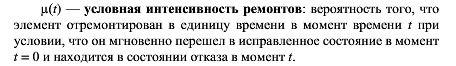 μ(t) — условная интенсивность ремонтов: вероятность того, что
элемент отремонтирован в единицу времени в момент времени t при
условии, что он мгновенно перешел в исправленное состояние в момент
t = 0 и находится в состоянии отказа в момент t.